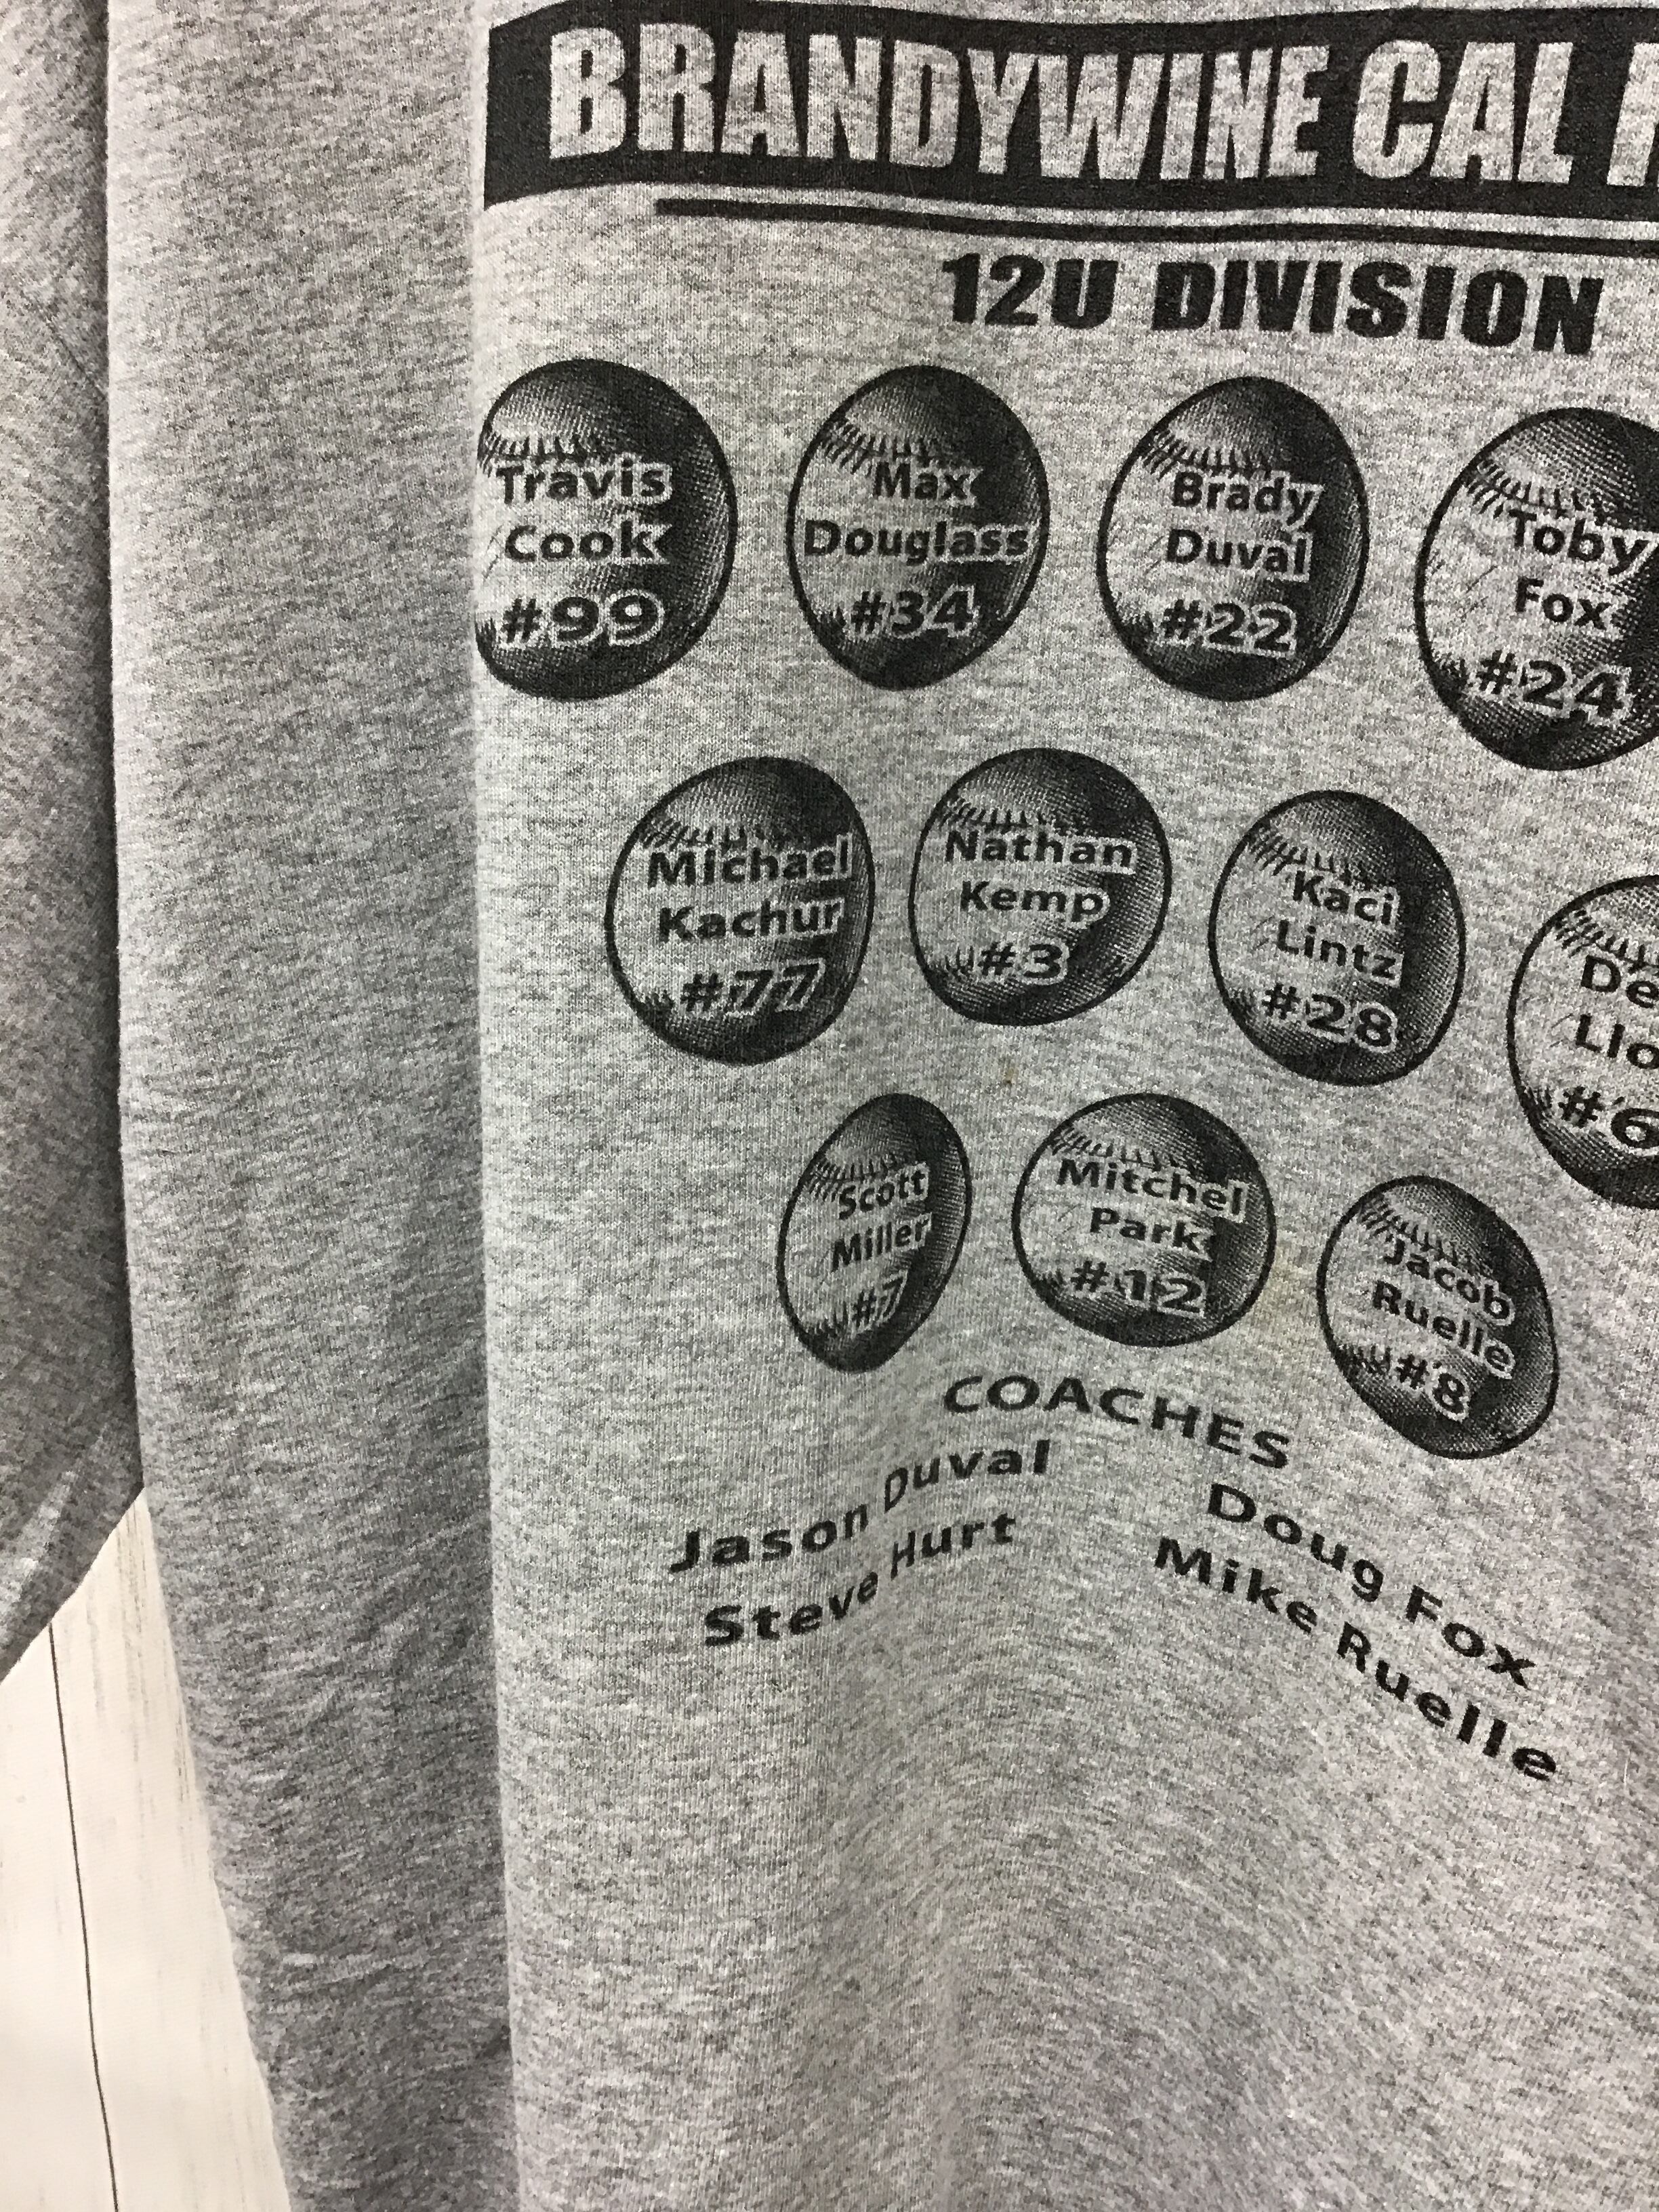 BRANDYWINE CAL
12U DIVISION
Travis
Cook
#99
Max
Douglass
#34
Brady
Duval
#22
Toby
Fox
#24
Michael
Kachur
#77
Nathan
Kemp
#3
Kaci
Lintz
#28
Scott
Miller
#7
Mitchel
Park
#12
Jacob
Ruelle
#8
COACHES
Jason Duval
Doug Fox
Steve Hurt
Mike Ruelle